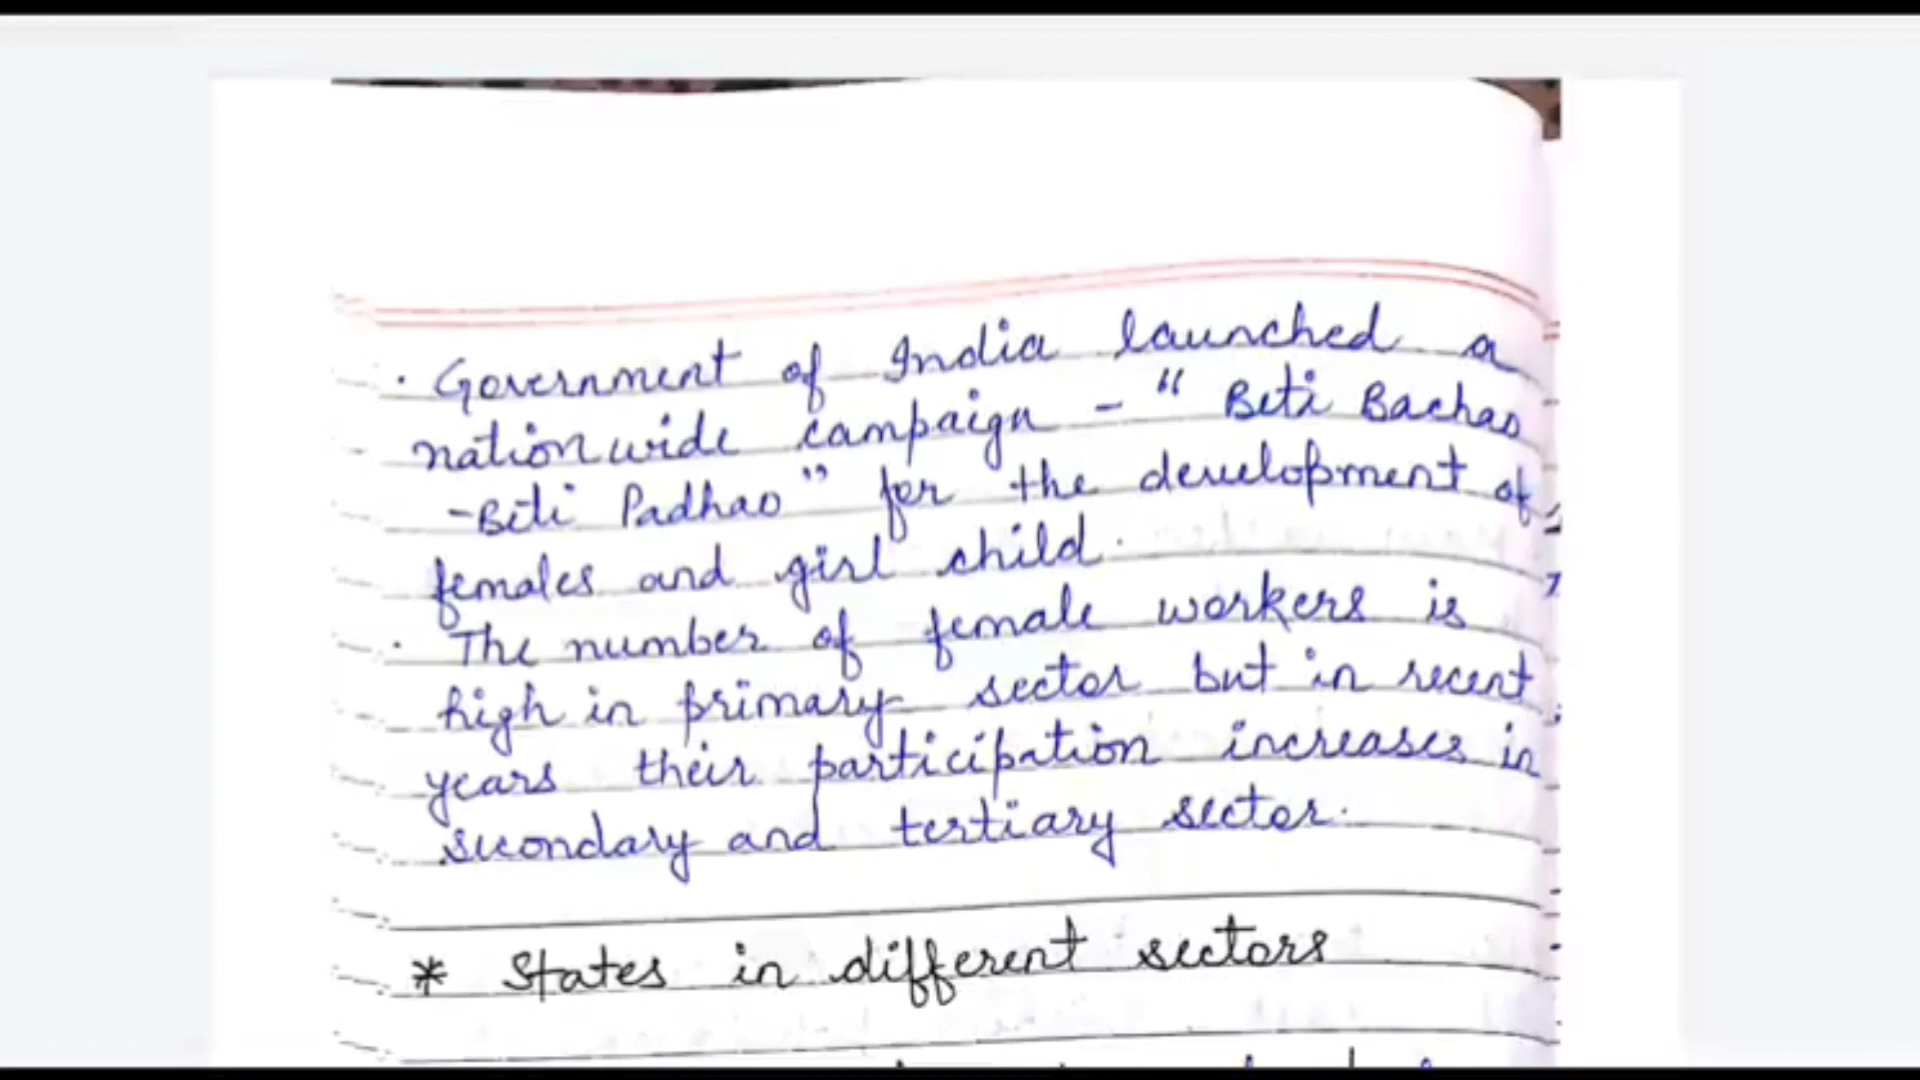 · Government of India launched a
nationwide campaign - " Beti Bachao
- Beti Padhao " for the development of
females and girl child.
· The number of female workers is
high in primary sector but in recent
years their participation increases in
secondary and tertiary sector.
* States in different sectors